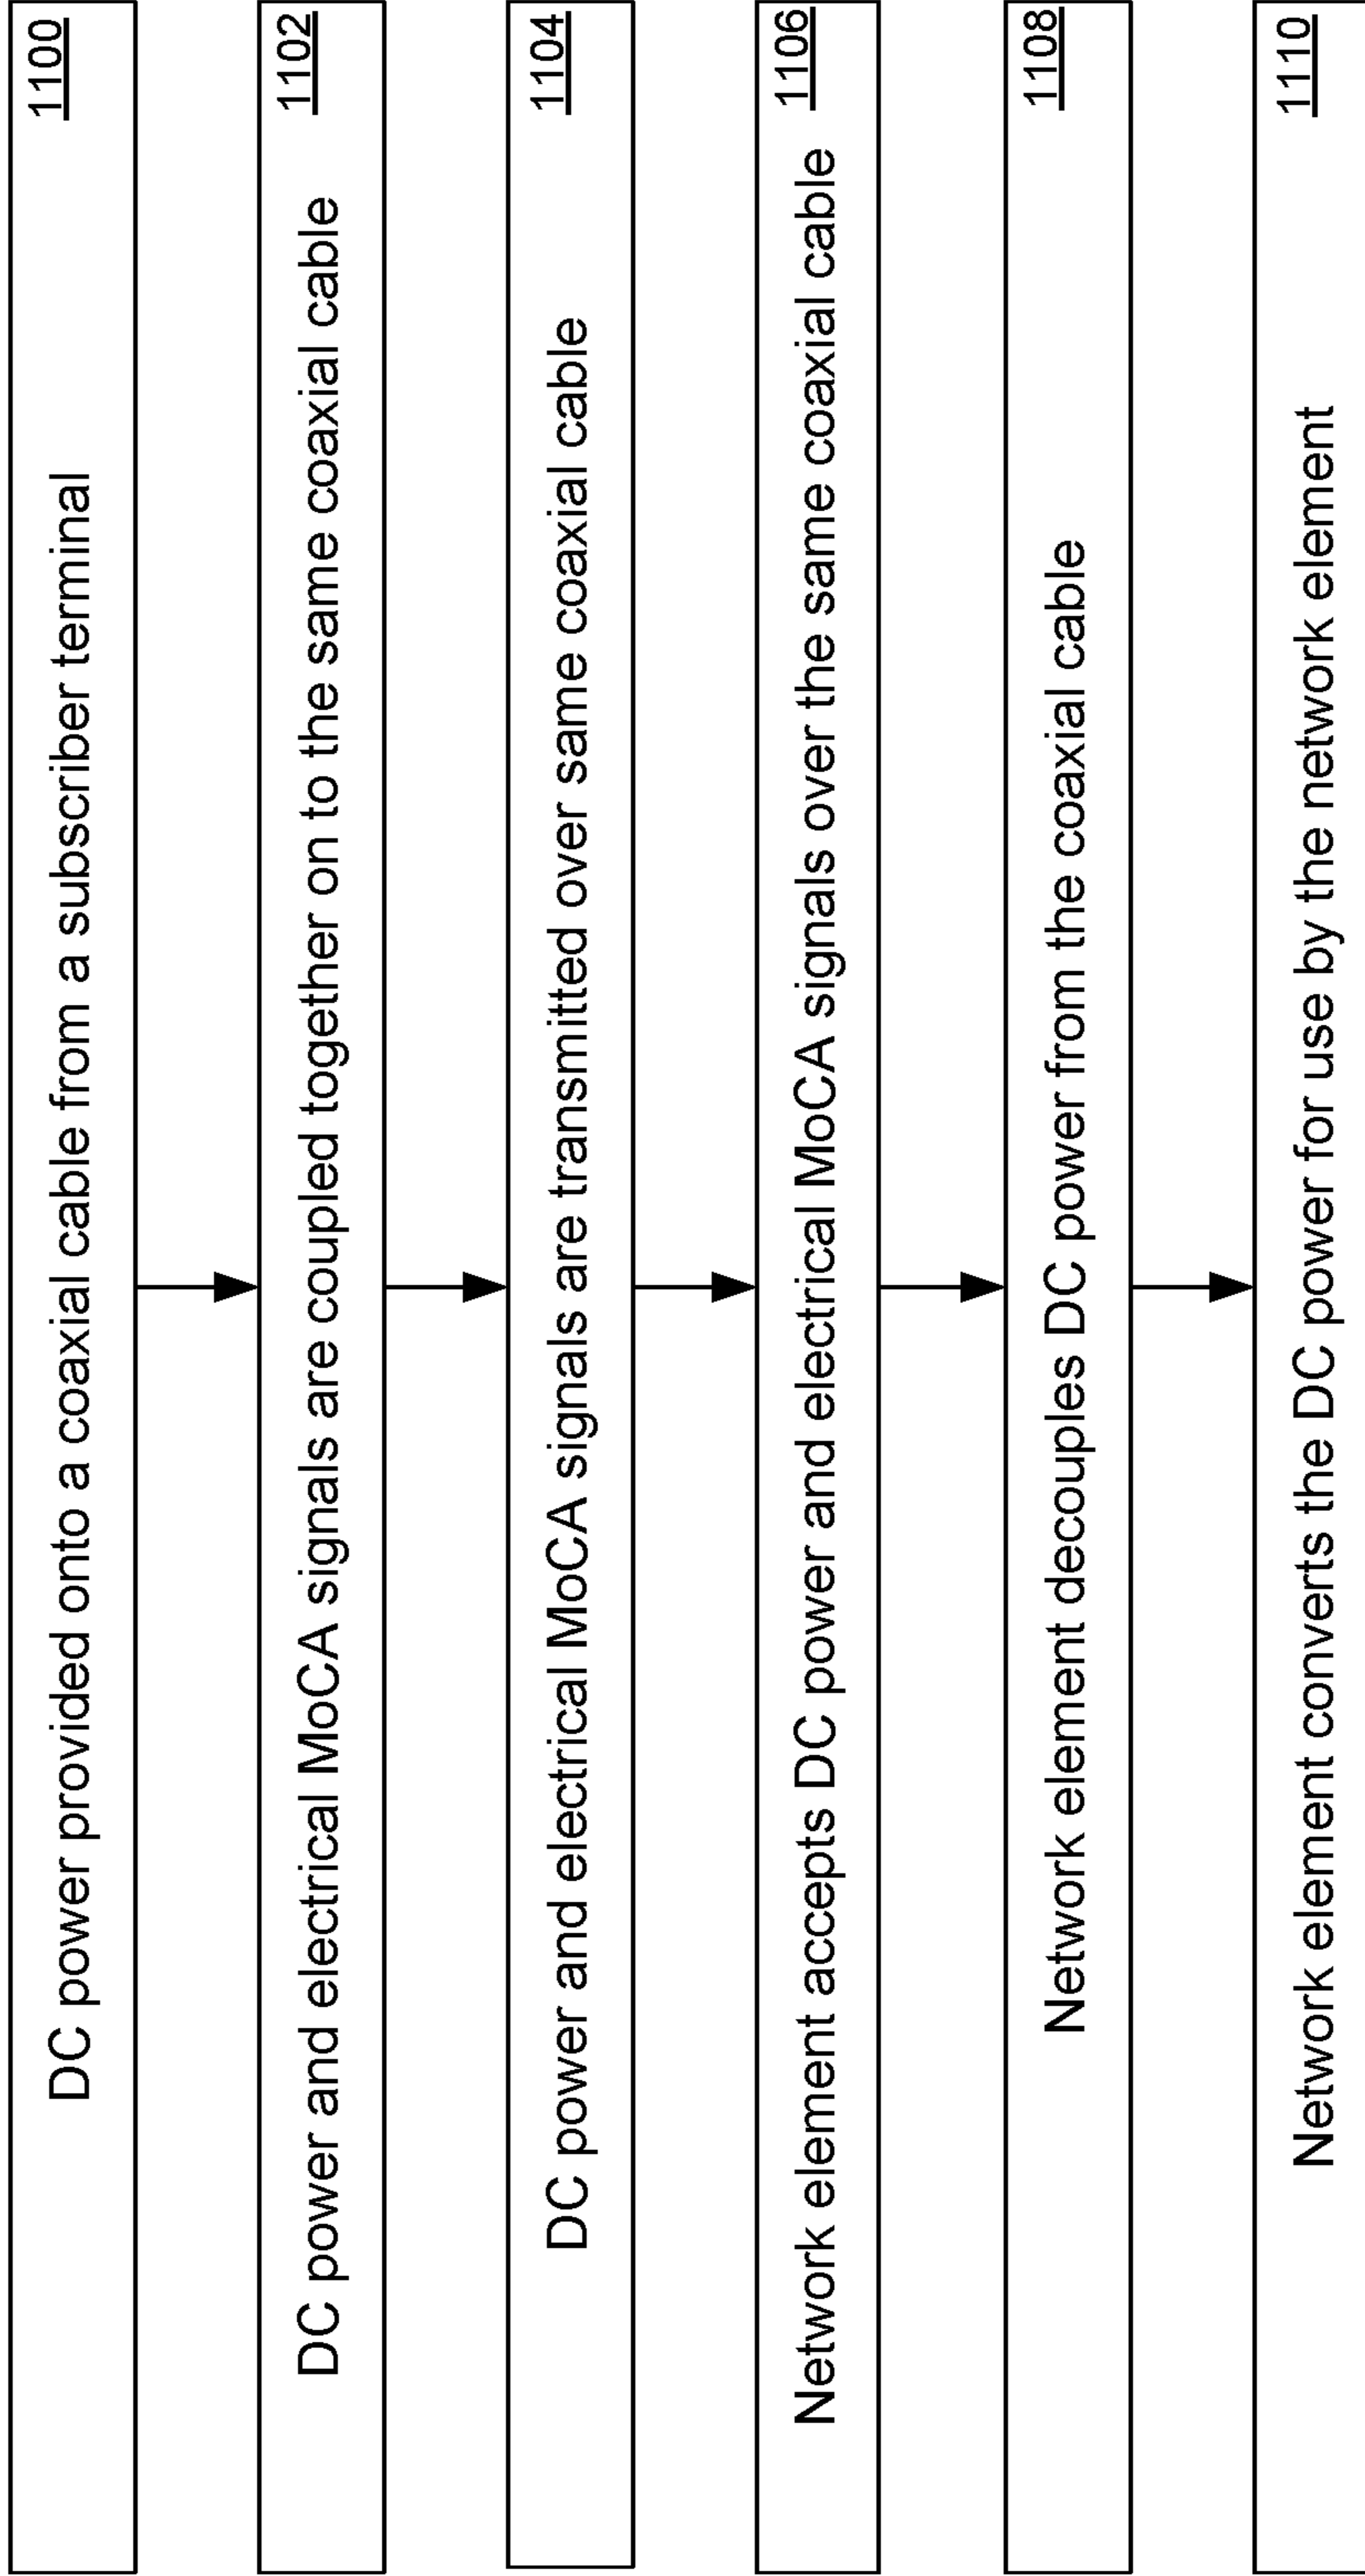 1100
DC power provided onto a coaxial cable from a subscriber terminal
1102
DC power and electrical MoCA signals are coupled together on to the same coaxial cable
1104
DC power and electrical MoCA signals are transmitted over same coaxial cable
1106
Network element accepts DC power and electrical MoCA signals over the same coaxial cable
1108
Network element decouples DC power from the coaxial cable
1110
Network element converts the DC power for use by the network element